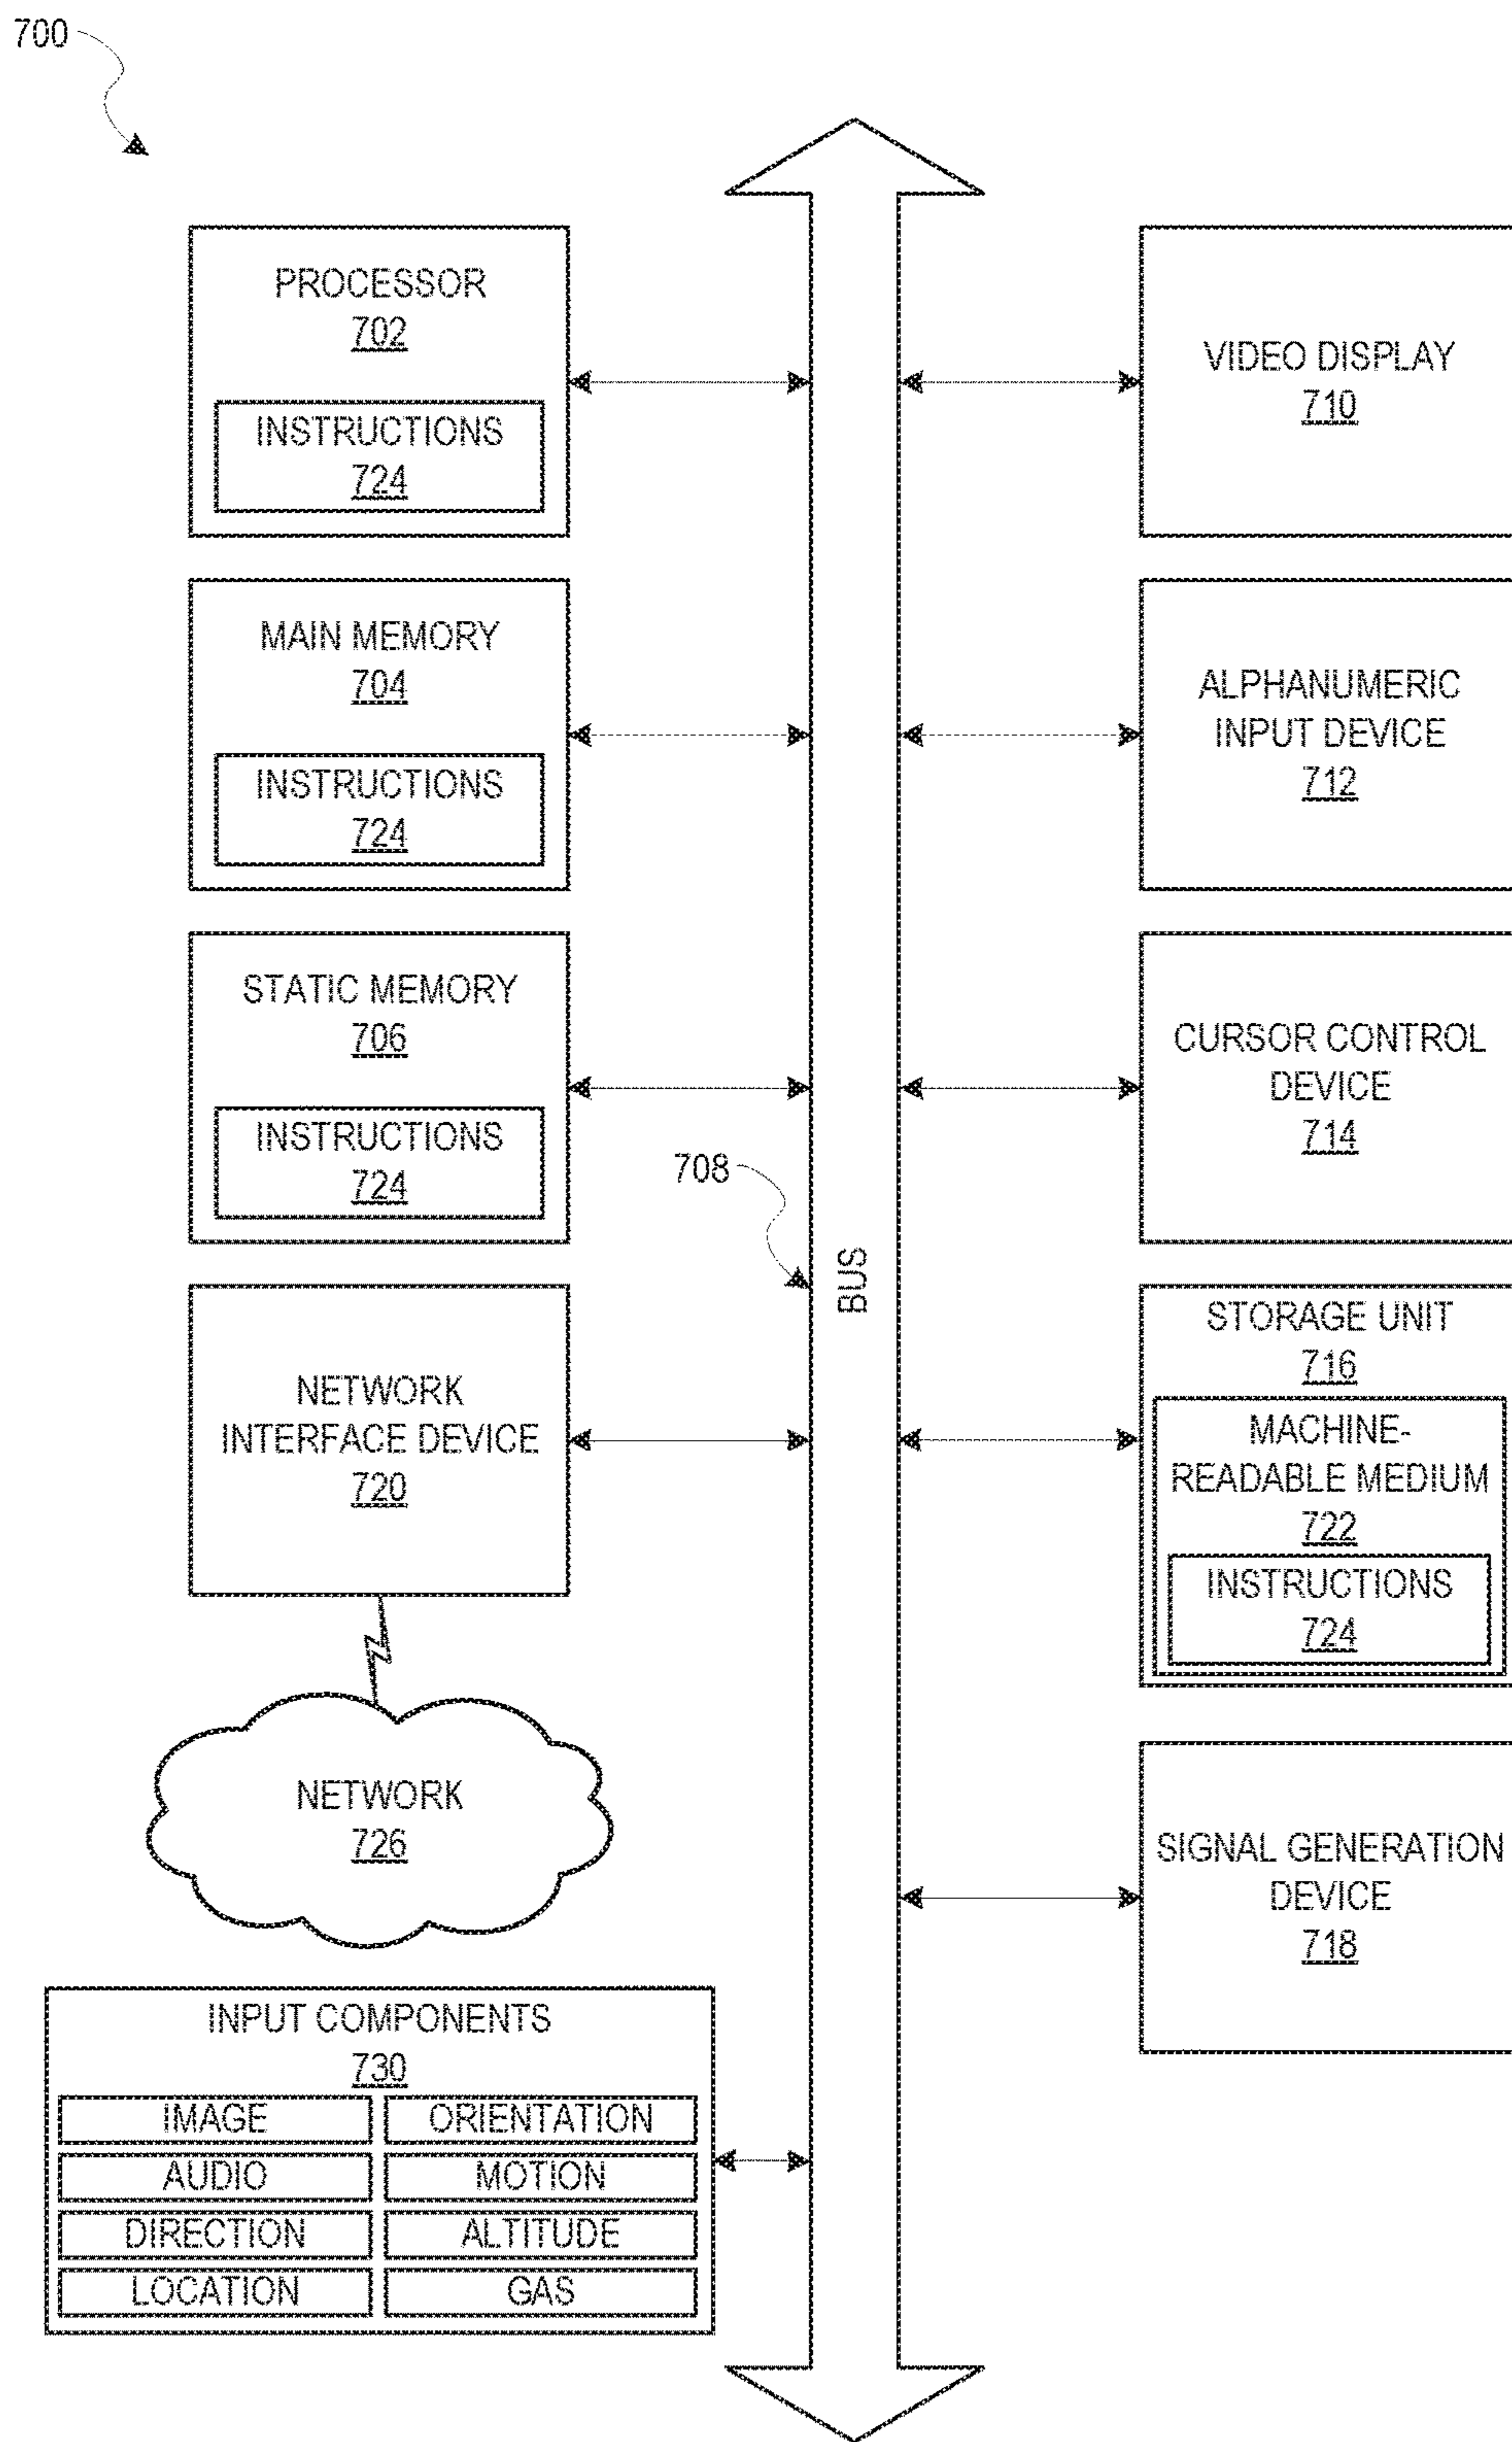 700
PROCESSOR
702
INSTRUCTIONS
724
MAIN MEMORY
704
INSTRUCTIONS
724
STATIC MEMORY
706
INSTRUCTIONS
724
NETWORK
INTERFACE DEVICE
720
NETWORK
726
INPUT COMPONENTS
730
IMAGE
ORIENTATION
AUDIO
MOTION
DIRECTION
ALTITUDE
LOCATION
GAS
708
BUS
VIDEO DISPLAY
710
ALPHANUMERIC
INPUT DEVICE
712
CURSOR CONTROL
DEVICE
714
STORAGE UNIT
716
MACHINE-
READABLE MEDIUM
722
INSTRUCTIONS
724
SIGNAL GENERATION
DEVICE
718